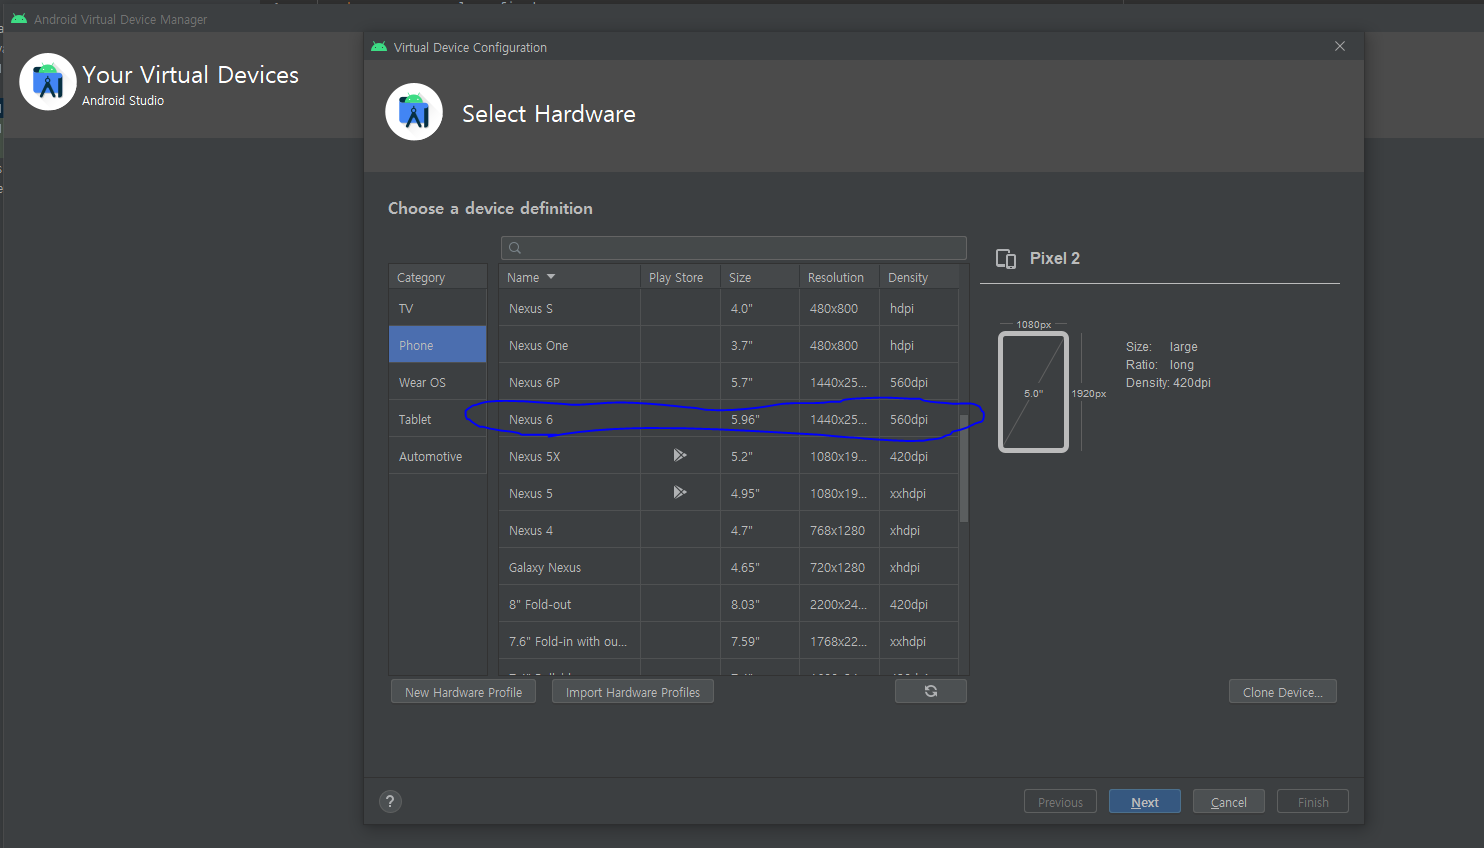 Android Virtual Device Manager
Your Virtual Devices
Android Studio
Virtual Device Configuration
Select Hardware
Choose a device definition
Category
TV
Phone
Wear OS
Tablet
Automotive
Name Play Store Size Resolution Density
Nexus S 4.0" 480x800 hdpi
Nexus One 3.7" 480x800 hdpi
Nexus 6P 5.7" 1440x25... 560dpi
Nexus 6 5.96" 1440x25... 560dpi
Nexus 5X 5.2" 1080x19... 420dpi
Nexus 5 4.95" 1080x19... xxhdpi
Nexus 4 4.7" 768x1280 xhdpi
Galaxy Nexus 4.65" 720x1280 xhdpi
8" Fold-out 8.03" 2200x24... 420dpi
7.6" Fold-in with ou... 7.59" 1768x22... xxhdpi
Pixel 2
1080px
5.0"
1920px
Size: large
Ratio: long
Density: 420dpi
New Hardware Profile
Import Hardware Profiles
Clone Device...
?
Previous
Next
Cancel
Finish